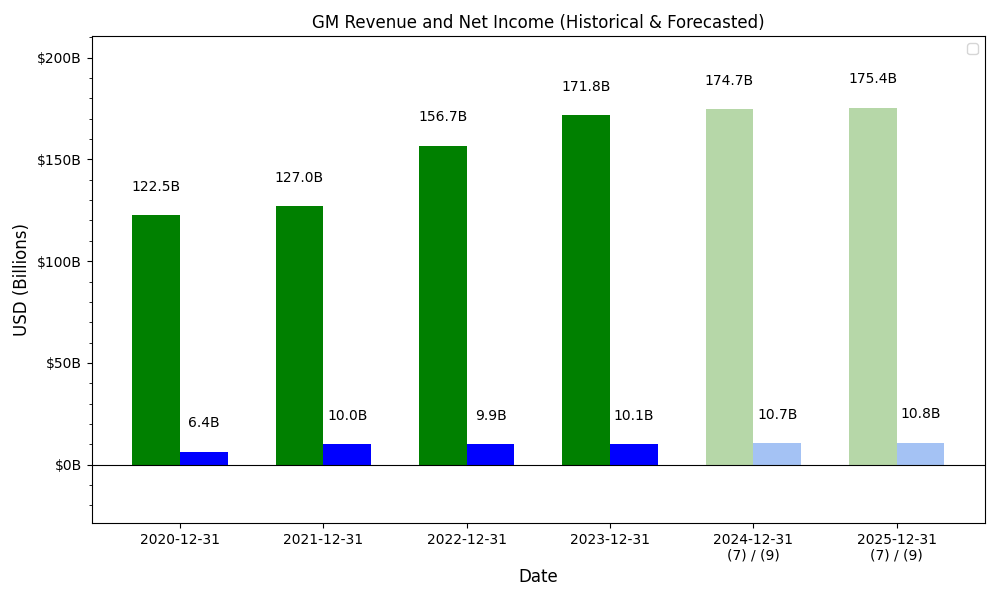 GM Revenue and Net Income (Historical & Forecasted)
USD (Billions)
$200B
$150B
$100B
$50B
$0B
122.5B
6.4B
127.0B
10.0B
156.7B
9.9B
171.8B
10.1B
174.7B
10.7B
175.4B
10.8B
2020-12-31
2021-12-31
2022-12-31
2023-12-31
2024-12-31
(7) / (9)
2025-12-31
(7) / (9)
Date